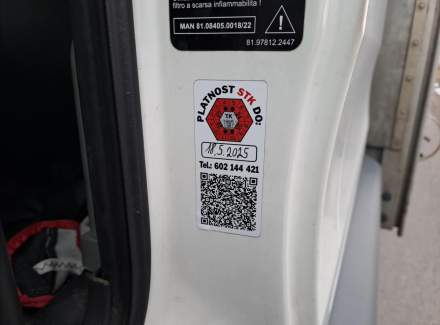 filtro a scarsa infiammabilita !
MAN 81.08405.0018/22
81.97812.2447
PLATNOST STK DO:
TK
18.5.2025
Tel.: 602 144 421